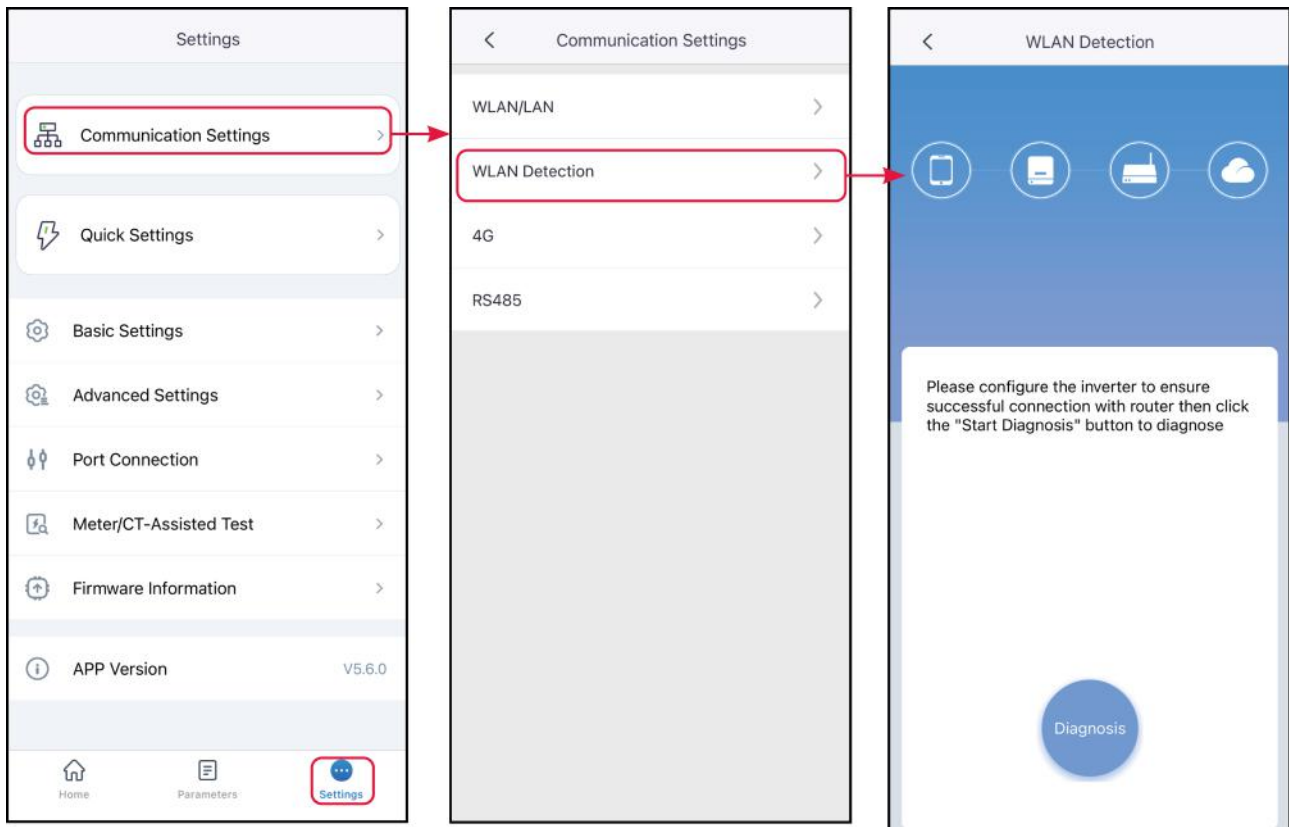 Settings
Communication Settings
Quick Settings
Basic Settings
Advanced Settings
Port Connection
Meter/CT-Assisted Test
Firmware Information
APP Version V5.6.0
Home Parameters Settings
Communication Settings
WLAN/LAN
WLAN Detection
4G
RS485
WLAN Detection
Please configure the inverter to ensure
successful connection with router then click
the "Start Diagnosis" button to diagnose
Diagnosis